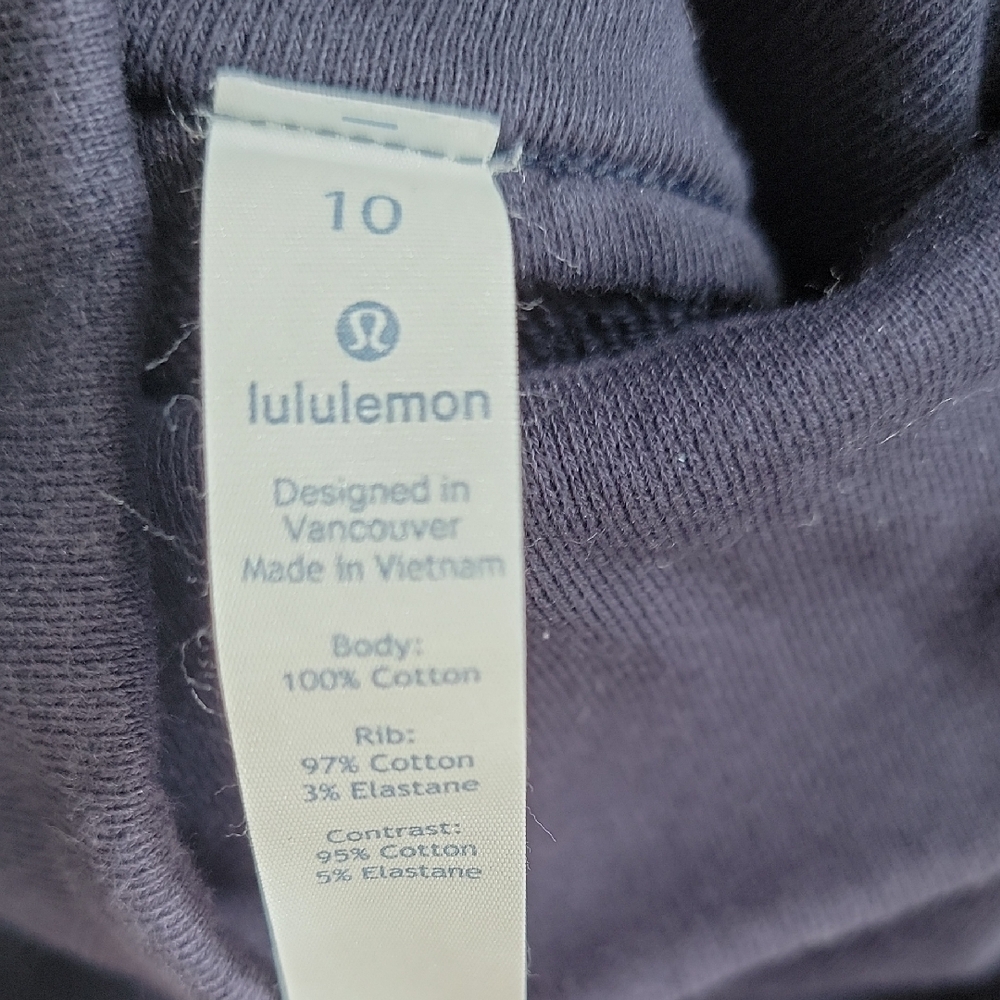 10
lululemon
Designed in
Vancouver
Made in Vietnam
Body:
100% Cotton
Rib:
97% Cotton
3% Elastane
Contrast:
95% Cotton
5% Elastane